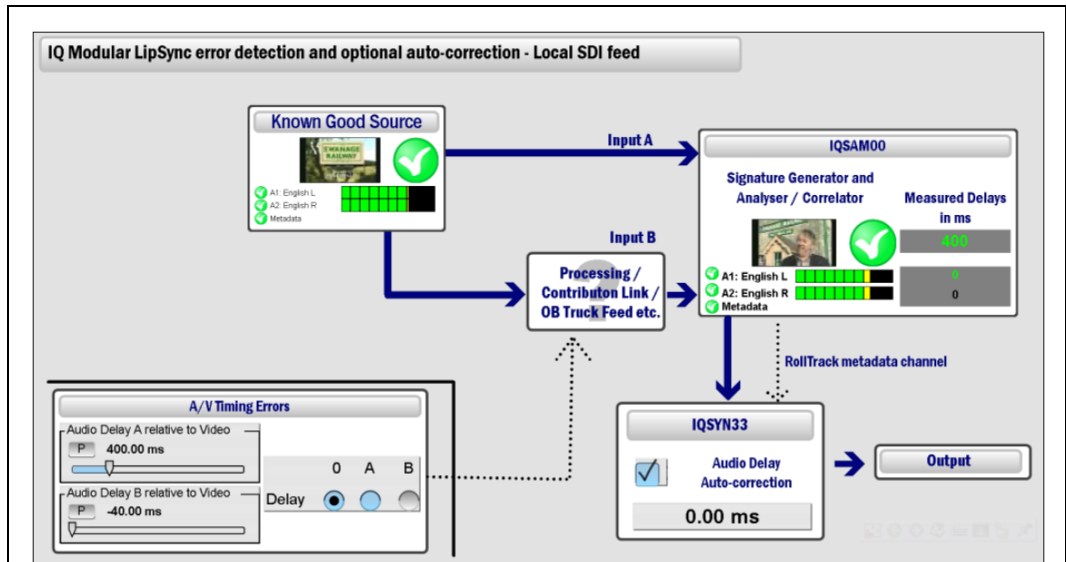 IQ Modular LipSync error detection and optional auto-correction - Local SDI feed
Known Good Source
SWANAGE
RAILWAY
A1: English L
A2: English R
Metadata
Input A
Input B
IQSAM00
Signature Generator and
Analyser / Correlator
Measured Delays
in ms
400
A1: English L
0
A2: English R
0
Metadata
Processing /
Contributon Link /
OB Truck Feed etc.
?
RollTrack metadata channel
A/V Timing Errors
Audio Delay A relative to Video
P 400.00 ms
Audio Delay B relative to Video
P -40.00 ms
0 A B
Delay
IQSYN33
Audio Delay
Auto-correction
0.00 ms
Output